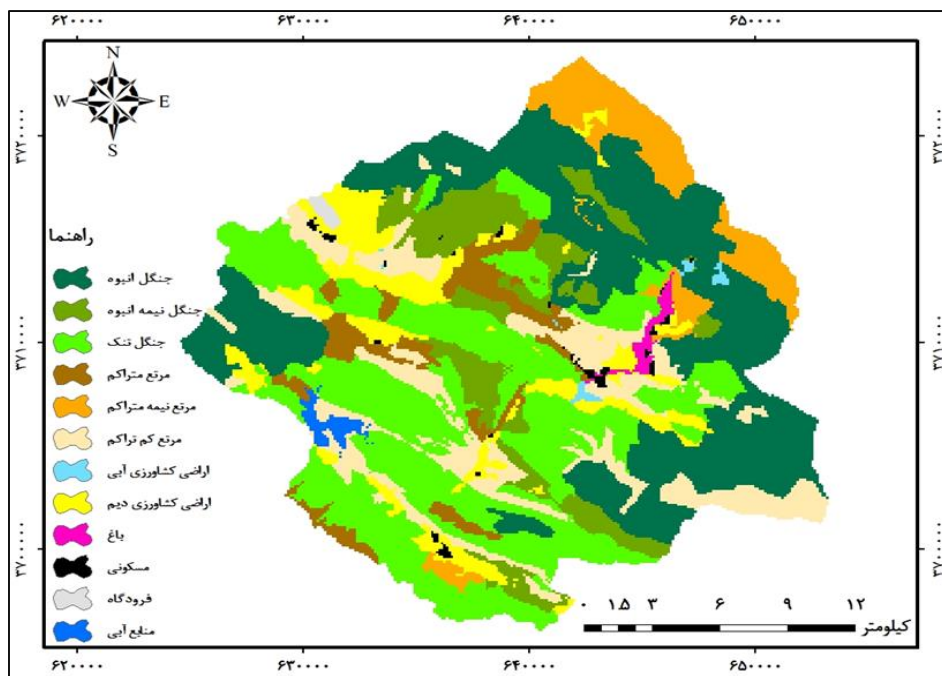 ۶۲۰۰۰۰ ۶۳۰۰۰۰ ۶۴۰۰۰۰ ۶۵۰۰۰۰
N
W E
S
۳۷۲۰۰۰۰ ۳۷۲۰۰۰۰
راهنما
جنگل انبوه
جنگل نیمه انبوه
جنگل تنک
مرتع متراکم
مرتع نیمه متراکم
مرتع کم تراکم
اراضی کشاورزی آبی
اراضی کشاورزی دیم
باغ
مسکونی
فرودگاه
منابع آبی
۳۷۱۰۰۰۰ ۳۷۱۰۰۰۰
۳۷۰۰۰۰۰ ۳۷۰۰۰۰۰
۰ ۱.۵ ۳ ۶ ۹ ۱۲
کیلومتر
۶۲۰۰۰۰ ۶۳۰۰۰۰ ۶۴۰۰۰۰ ۶۵۰۰۰۰